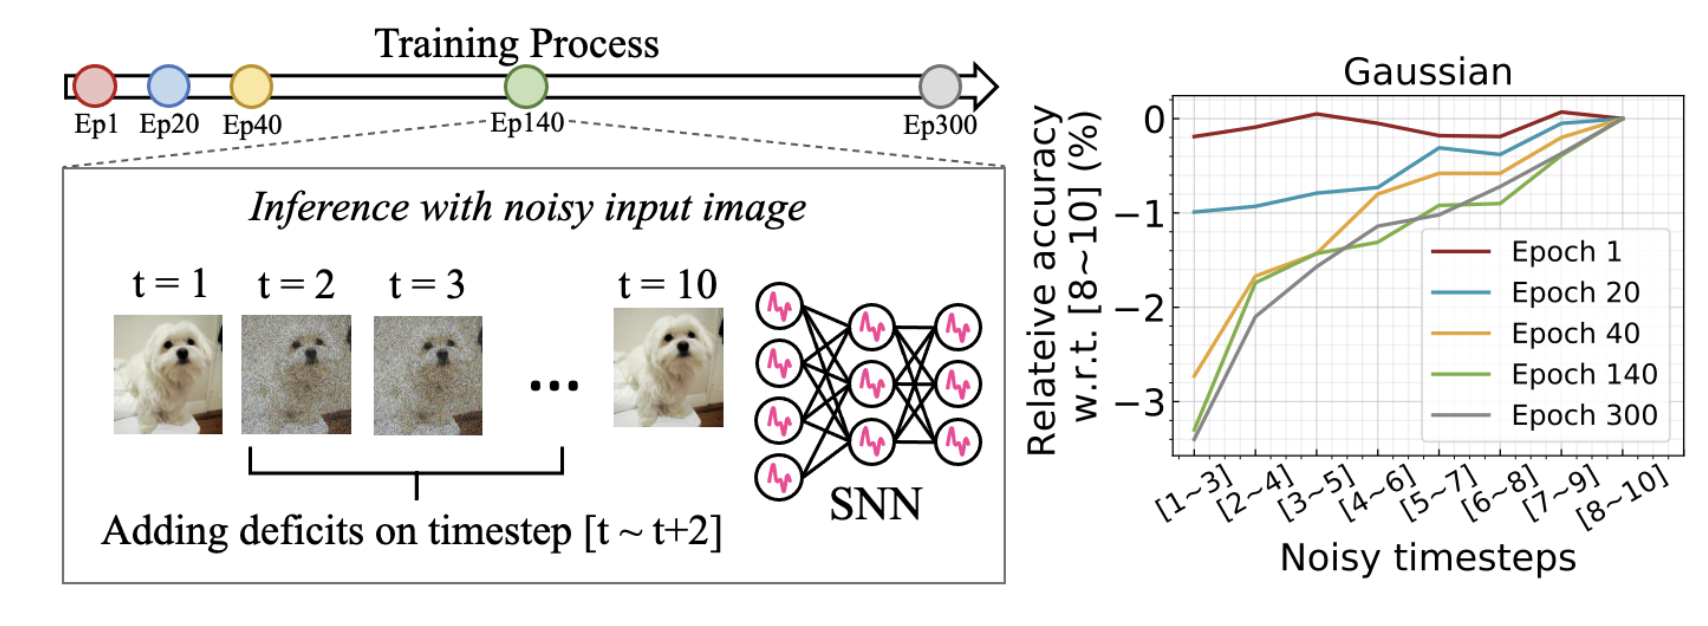 Training Process
Ep1
Ep20
Ep40
Ep140
Ep300
Inference with noisy input image
t = 1
t = 2
t = 3
...
t = 10
SNN
Adding deficits on timestep [t ~ t+2]
Gaussian
Relateive accuracy
w.r.t. [8~10] (%)
0
−1
−2
−3
Epoch 1
Epoch 20
Epoch 40
Epoch 140
Epoch 300
[1~3]
[2~4]
[3~5]
[4~6]
[5~7]
[6~8]
[7~9]
[8~10]
Noisy timesteps